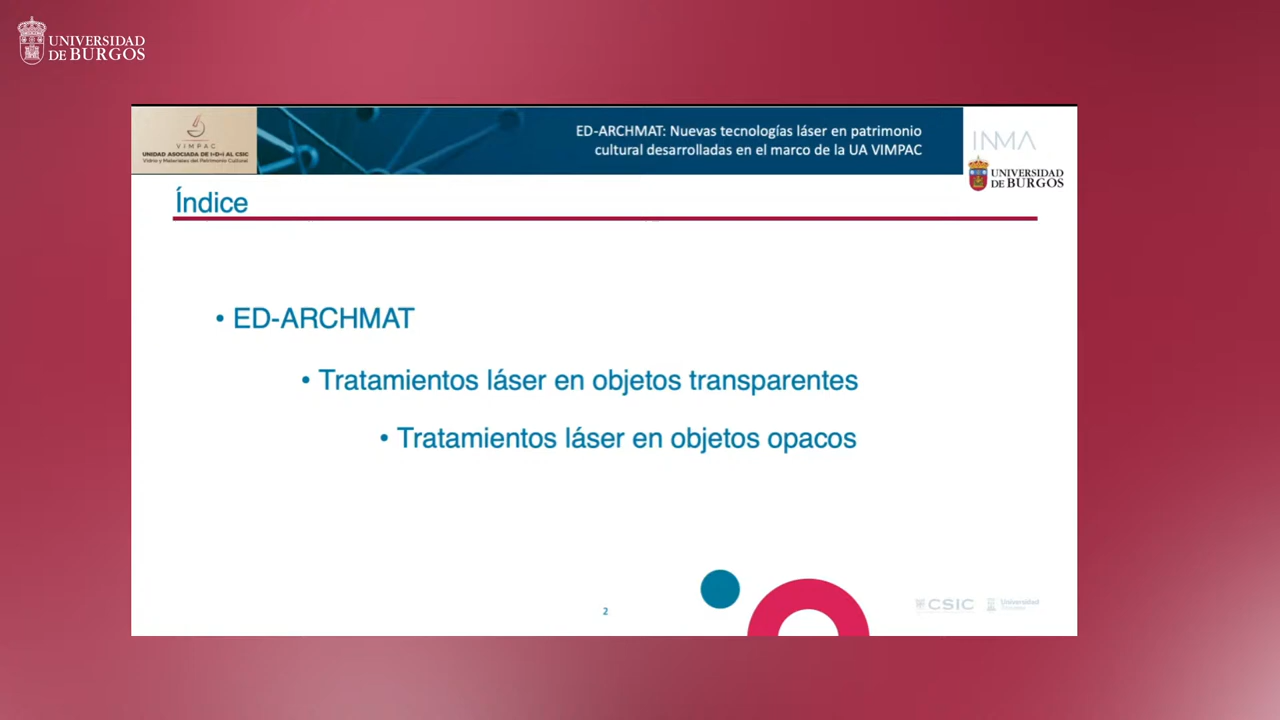 UNIVERSIDAD
DE BURGOS
VIMPAC
UNIDAD ASOCIADA DE I+D+i AL CSIC
Vidrio y Materiales del Patrimonio Cultural
ED-ARCHMAT: Nuevas tecnologías láser en patrimonio
cultural desarrolladas en el marco de la UA VIMPAC
INMA
UNIVERSIDAD
DE BURGOS
Índice
• ED-ARCHMAT
• Tratamientos láser en objetos transparentes
• Tratamientos láser en objetos opacos
2
CSIC
Universidad